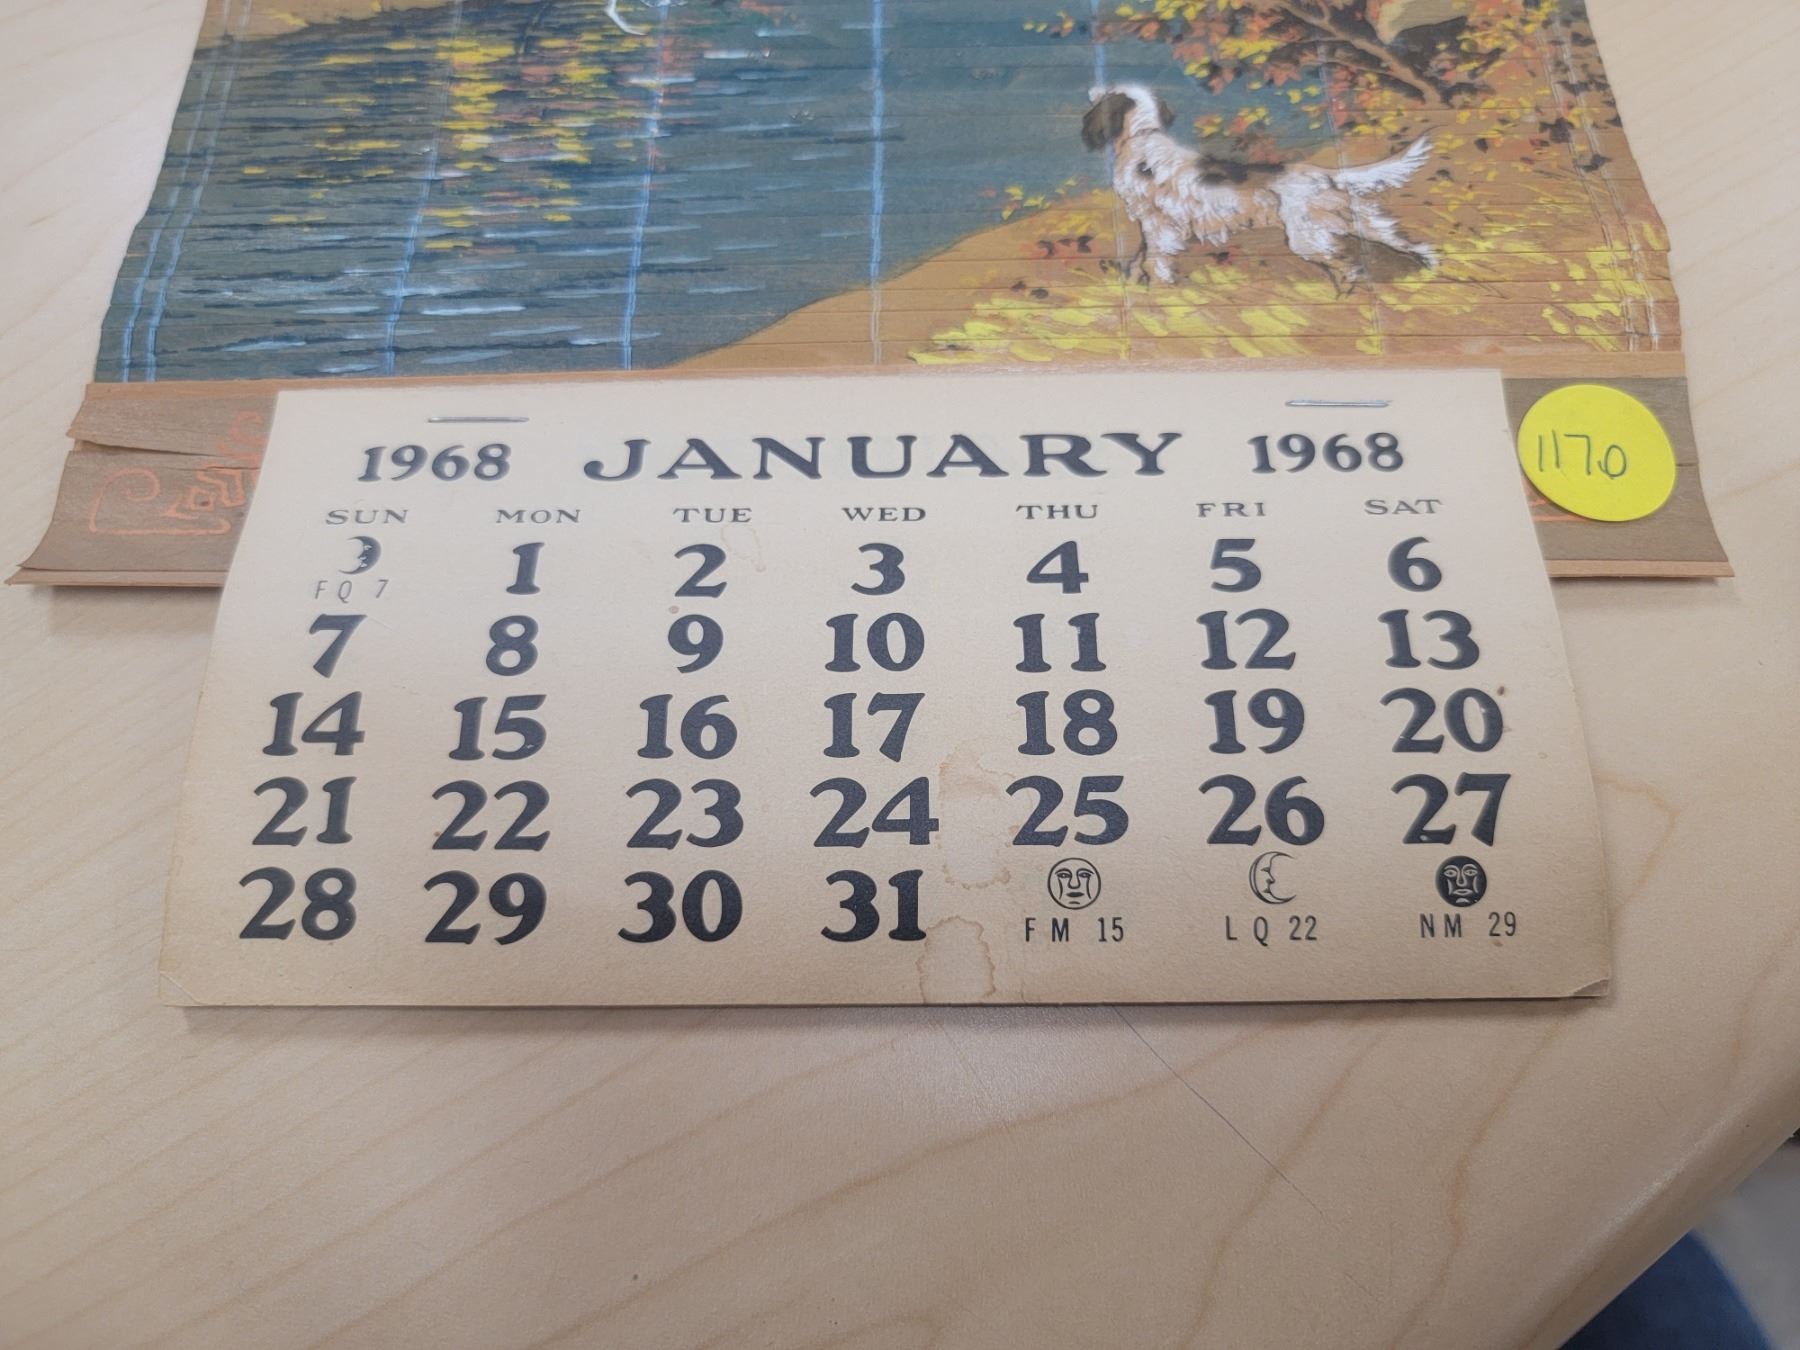 1968 JANUARY 1968
1170
SUN MON TUE WED THU FRI SAT
1 2 3 4 5 6
FQ 7
7 8 9 10 11 12 13
14 15 16 17 18 19 20
21 22 23 24 25 26 27
28 29 30 31
FM 15 LQ 22 NM 29